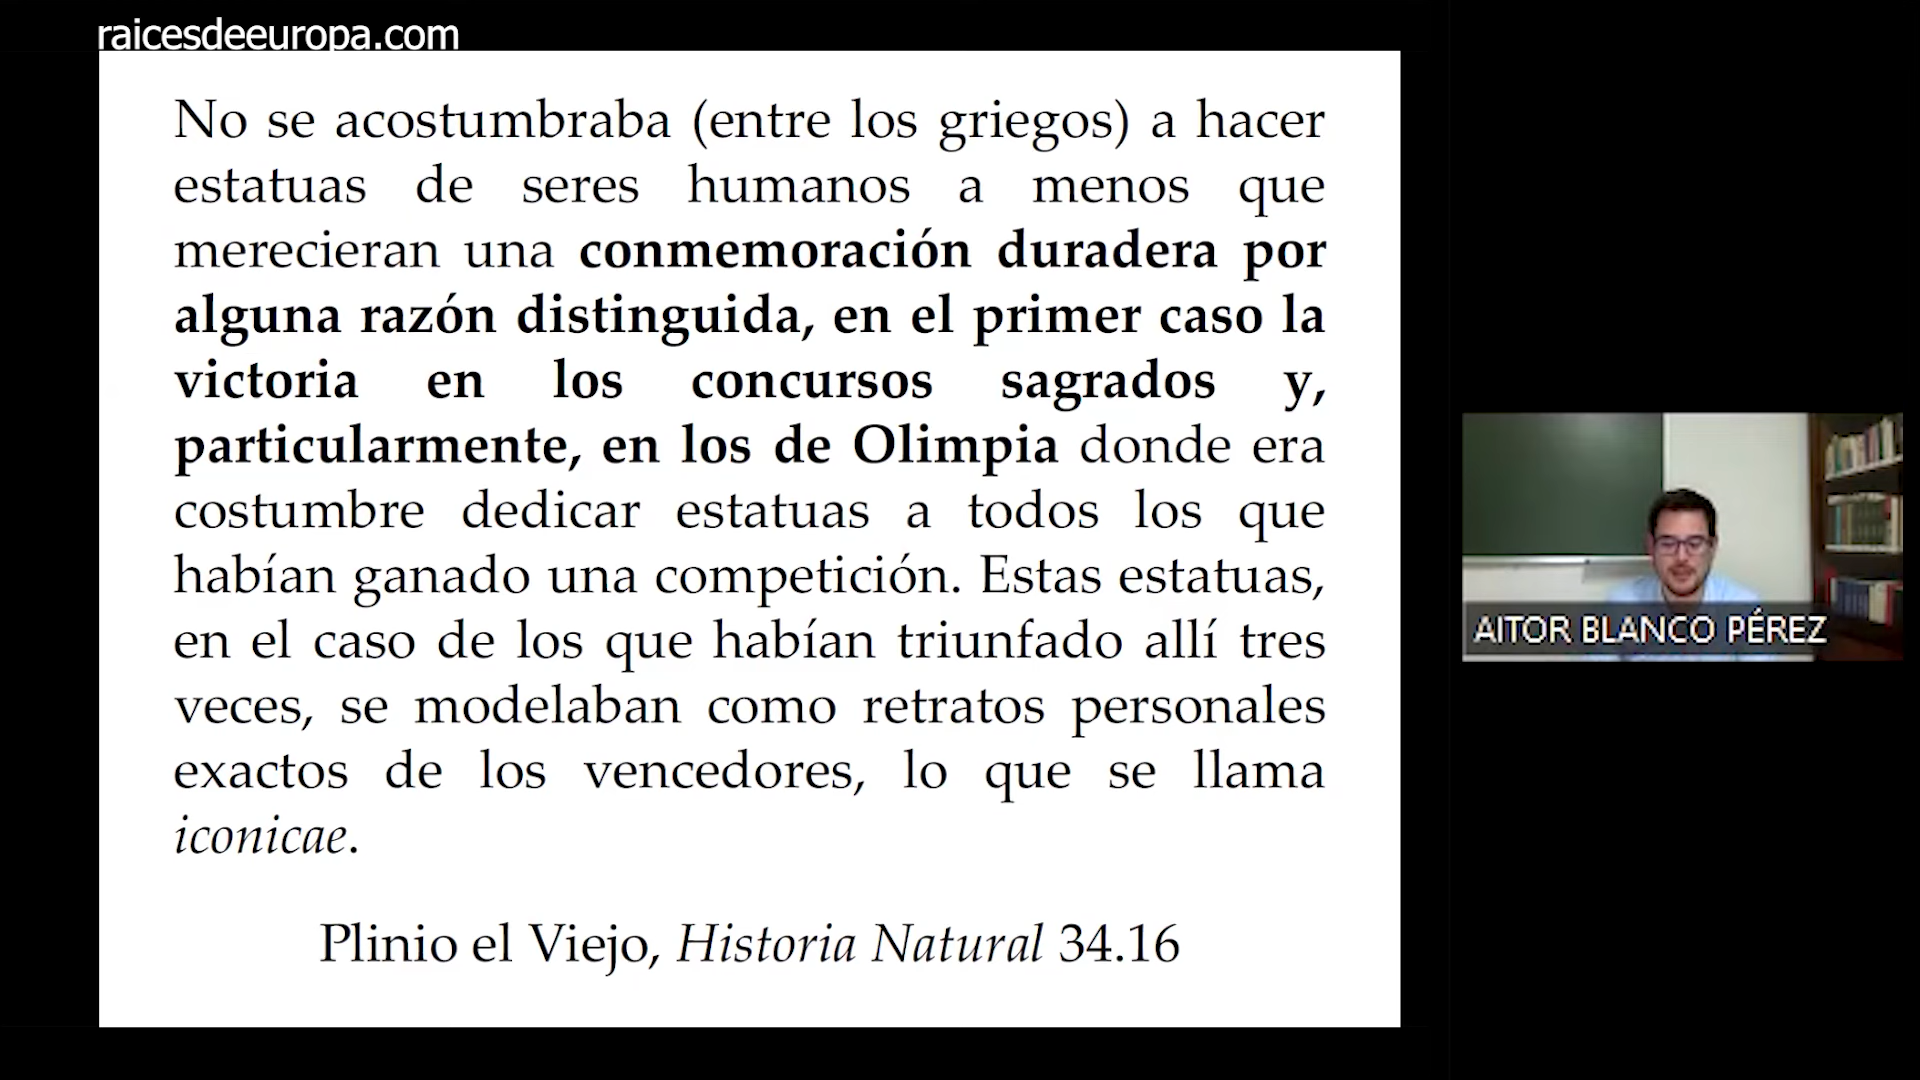 raicesdeeuropa.com
No se acostumbraba (entre los griegos) a hacer
estatuas de seres humanos a menos que
merecieran una conmemoración duradera por
alguna razón distinguida, en el primer caso la
victoria en los concursos sagrados y,
particularmente, en los de Olimpia donde era
costumbre dedicar estatuas a todos los que
habían ganado una competición. Estas estatuas,
en el caso de los que habían triunfado allí tres
veces, se modelaban como retratos personales
exactos de los vencedores, lo que se llama
iconicae.
Plinio el Viejo, Historia Natural 34.16
AITOR BLANCO PÉREZ